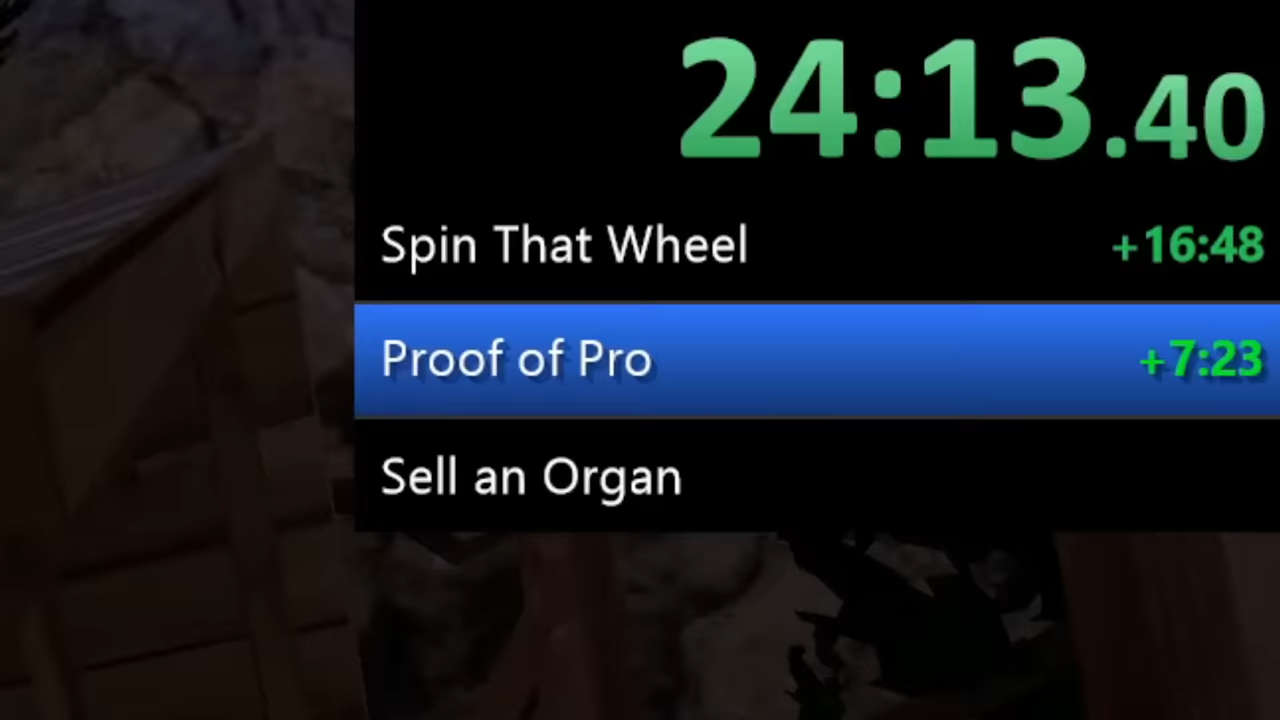 24:13.40
Spin That Wheel +16:48
Proof of Pro +7:23
Sell an Organ